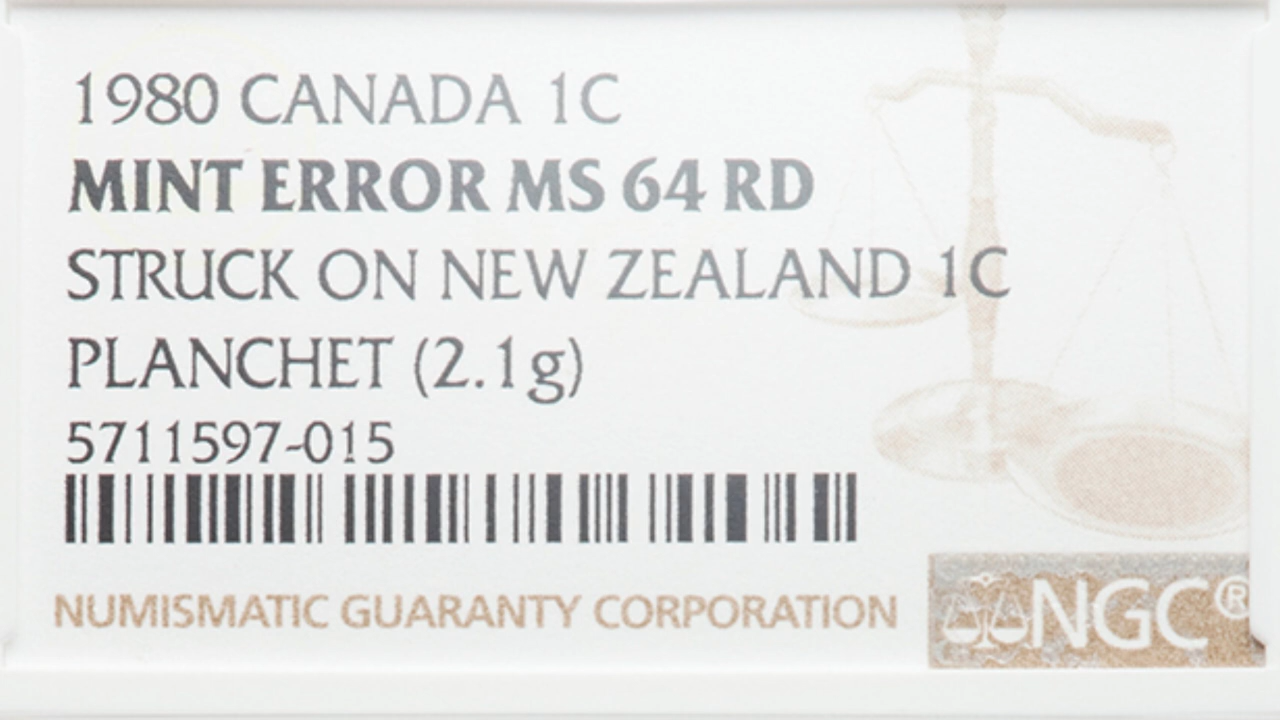 1980 CANADA 1C
MINT ERROR MS 64 RD
STRUCK ON NEW ZEALAND 1C
PLANCHET (2.1g)
5711597-015
NUMISMATIC GUARANTY CORPORATION
NGC®